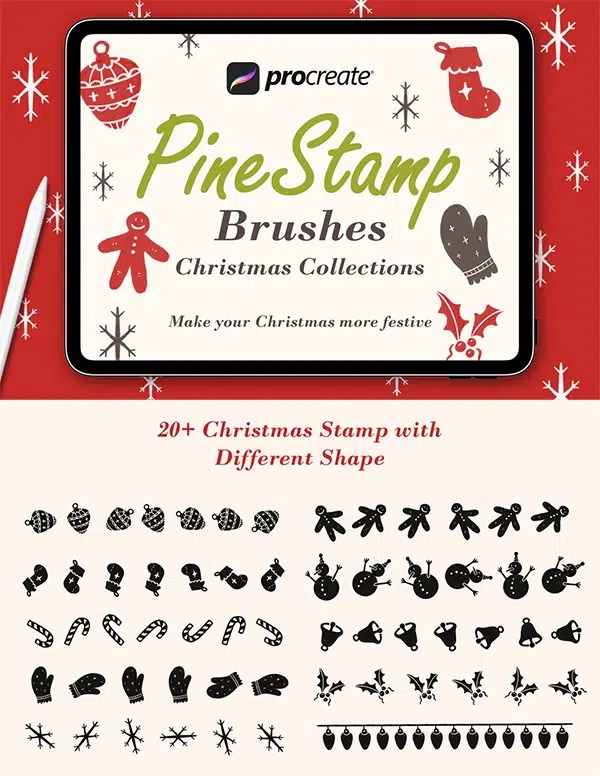 procreate®
PineStamp
Brushes
Christmas Collections
Make your Christmas more festive
20+ Christmas Stamp with
Different Shape